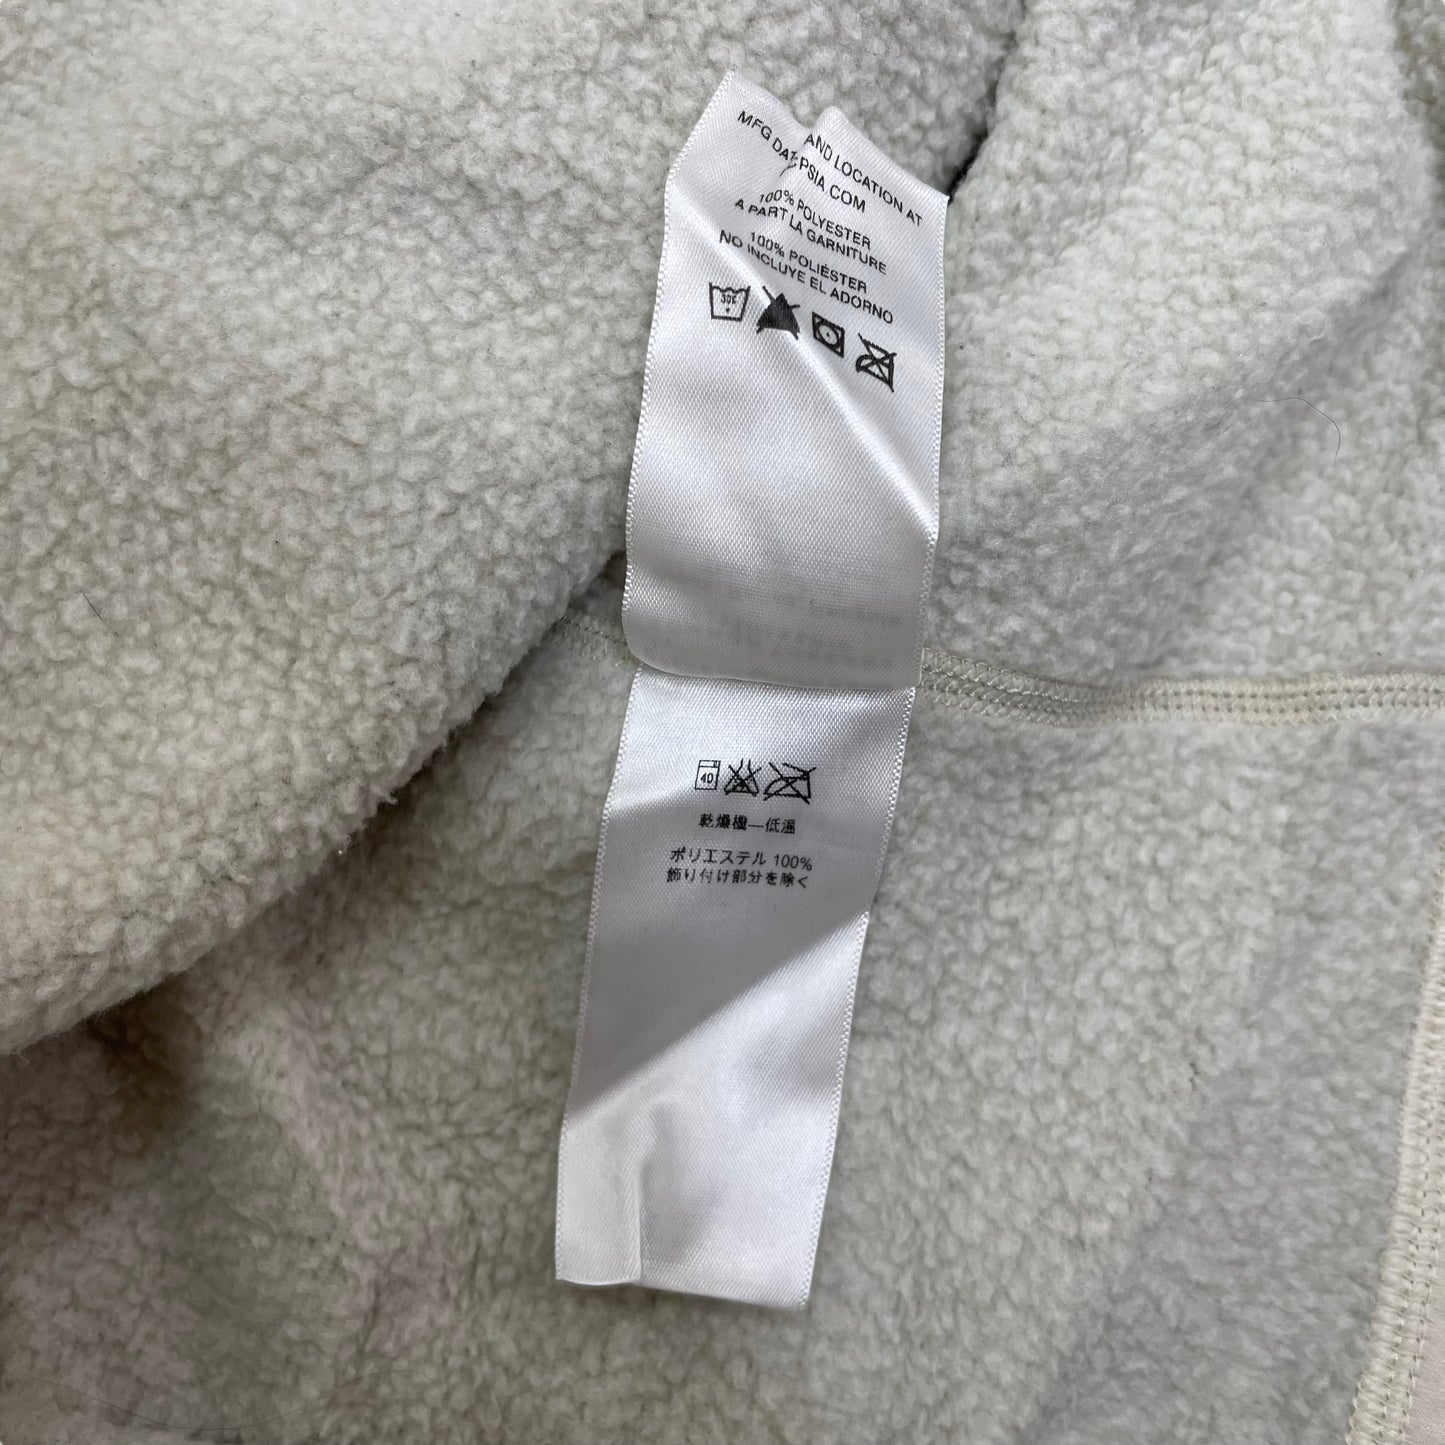 MFG DAT
AND LOCATION AT
PSIA.COM
100% POLYESTER
A PART LA GARNITURE
100% POLIÉSTER
NO INCLUYE EL ADORNO
30C
40
乾燥機—低温
ポリエステル 100%
飾り付け部分を除く